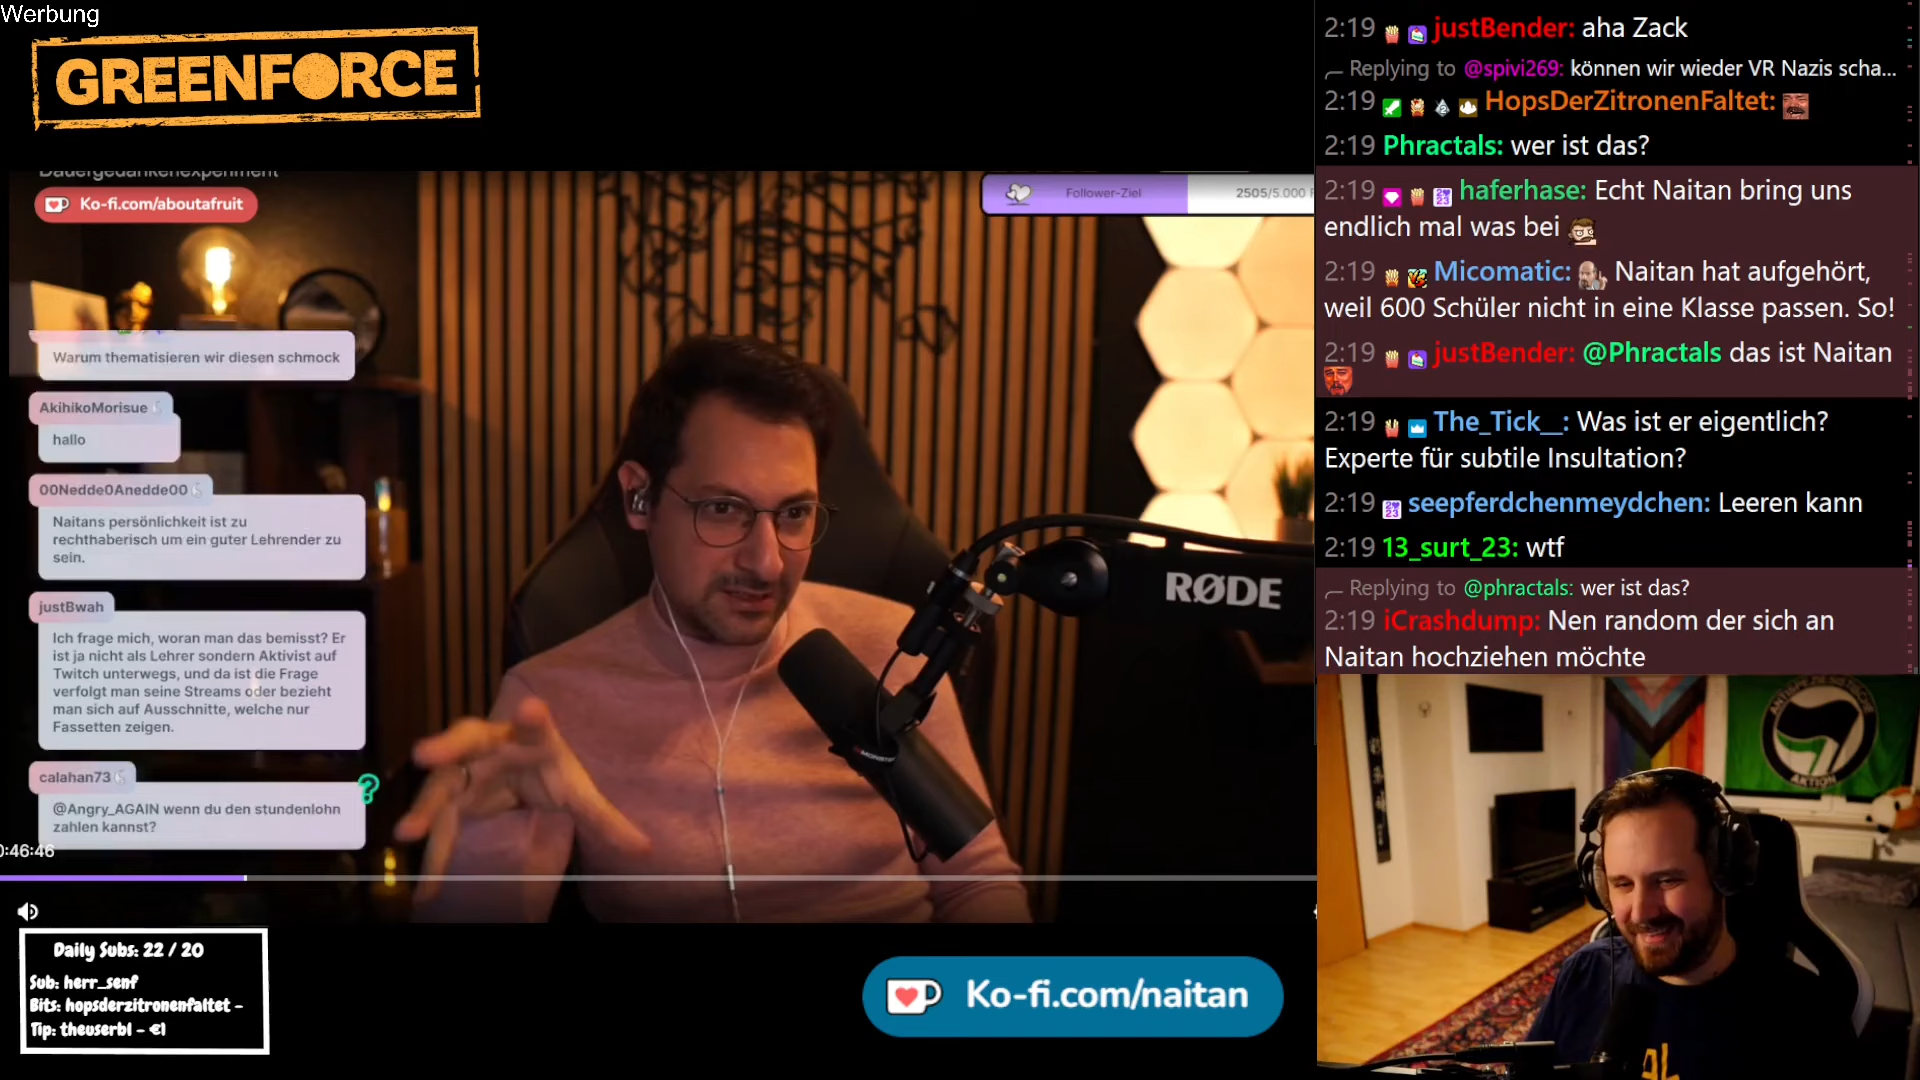 Werbung
GREENFORCE
Dauergedankenexperiment
Ko-fi.com/aboutafruit
Follower-Ziel
2505/5.000
Warum thematisieren wir diesen schmock
AkihikoMorisue
hallo
00Nedde0Anedde00
Naitans persönlichkeit ist zu
rechthaberisch um ein guter Lehrender zu
sein.
justBwah
Ich frage mich, woran man das bemisst? Er
ist ja nicht als Lehrer sondern Aktivist auf
Twitch unterwegs, und da ist die Frage
verfolgt man seine Streams oder bezieht
man sich auf Ausschnitte, welche nur
Fassetten zeigen.
calahan73
?
@Angry_AGAIN wenn du den stundenlohn
zahlen kannst?
0:46:46
RØDE
Daily Subs: 22 / 20
Sub: herr_senf
Bits: hopsderzitronenfaltet -
Tip: theuserbl - €1
Ko-fi.com/naitan
2:19 justBender: aha Zack
Replying to @spivi269: können wir wieder VR Nazis scha...
2:19 HopsDerZitronenFaltet:
2:19 Phractals: wer ist das?
2:19 haferhase: Echt Naitan bring uns
endlich mal was bei
2:19 Micomatic: Naitan hat aufgehört,
weil 600 Schüler nicht in eine Klasse passen. So!
2:19 justBender: @Phractals das ist Naitan
2:19 The_Tick__: Was ist er eigentlich?
Experte für subtile Insultation?
2:19 seepferdchenmeydchen: Leeren kann
2:19 13_surt_23: wtf
Replying to @phractals: wer ist das?
2:19 iCrashdump: Nen random der sich an
Naitan hochziehen möchte
ANTISPEZIESISTISCHE
AKTION